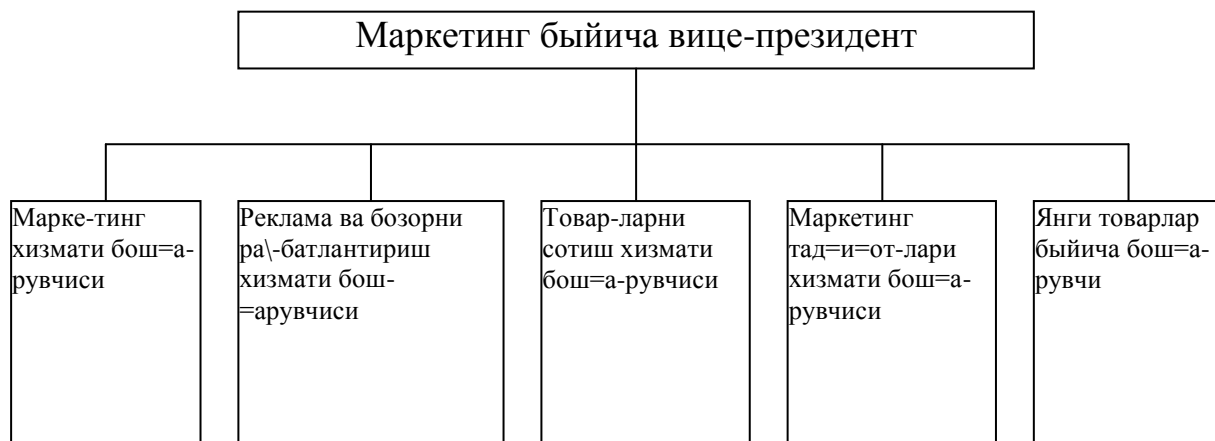 Маркетинг быйича вице-президент
Марке-тинг
хизмати бош=а-
рувчиси
Реклама ва бозорни
ра\-батлантириш
хизмати бош-
=арувчиси
Товар-ларни
сотиш хизмати
бош=а-рувчиси
Маркетинг
тад=и=от-лари
хизмати бош=а-
рувчиси
Янги товарлар
быйича бош=а-
рувчи